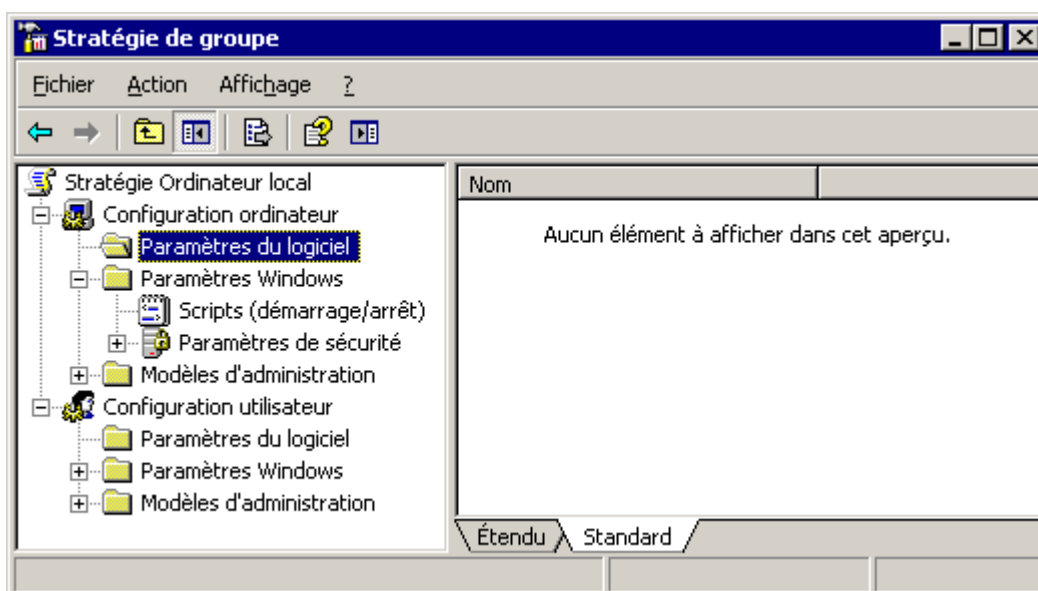 Stratégie de groupe
Fichier Action Affichage ?
Stratégie Ordinateur local
Configuration ordinateur
Paramètres du logiciel
Paramètres Windows
Scripts (démarrage/arrêt)
Paramètres de sécurité
Modèles d'administration
Configuration utilisateur
Paramètres du logiciel
Paramètres Windows
Modèles d'administration
Nom
Aucun élément à afficher dans cet aperçu.
Étendu Standard